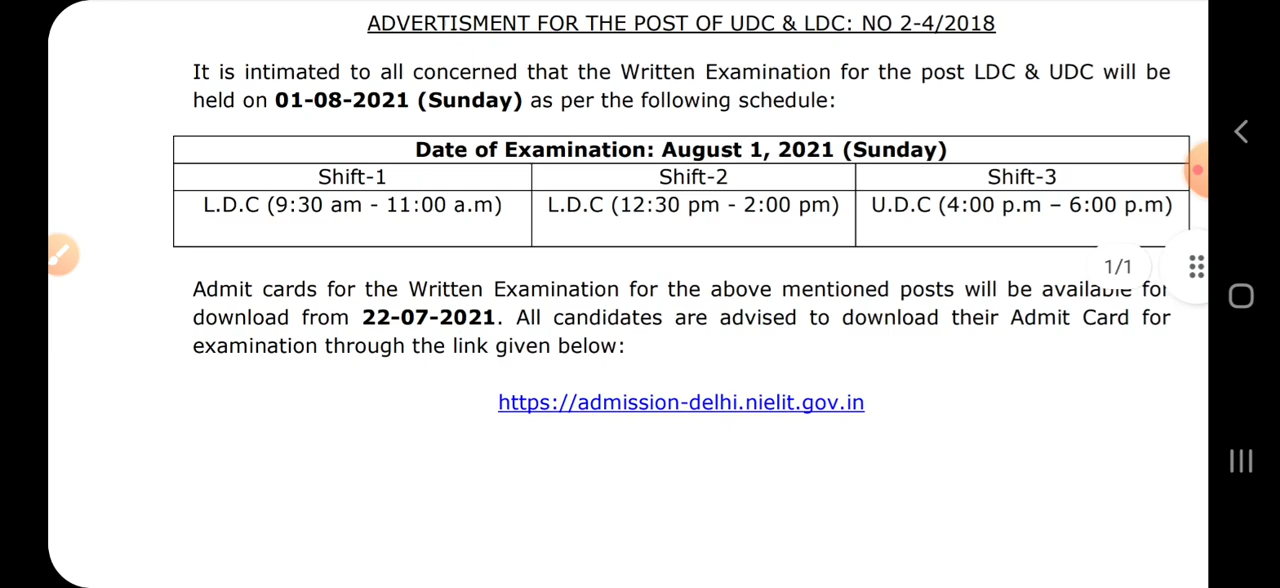 ADVERTISMENT FOR THE POST OF UDC & LDC: NO 2-4/2018
It is intimated to all concerned that the Written Examination for the post LDC & UDC will be
held on 01-08-2021 (Sunday) as per the following schedule:
Date of Examination: August 1, 2021 (Sunday)
Shift-1 Shift-2 Shift-3
L.D.C (9:30 am - 11:00 a.m) L.D.C (12:30 pm - 2:00 pm) U.D.C (4:00 p.m – 6:00 p.m)
1/1
Admit cards for the Written Examination for the above mentioned posts will be available for
download from 22-07-2021. All candidates are advised to download their Admit Card for
examination through the link given below:
https://admission-delhi.nielit.gov.in